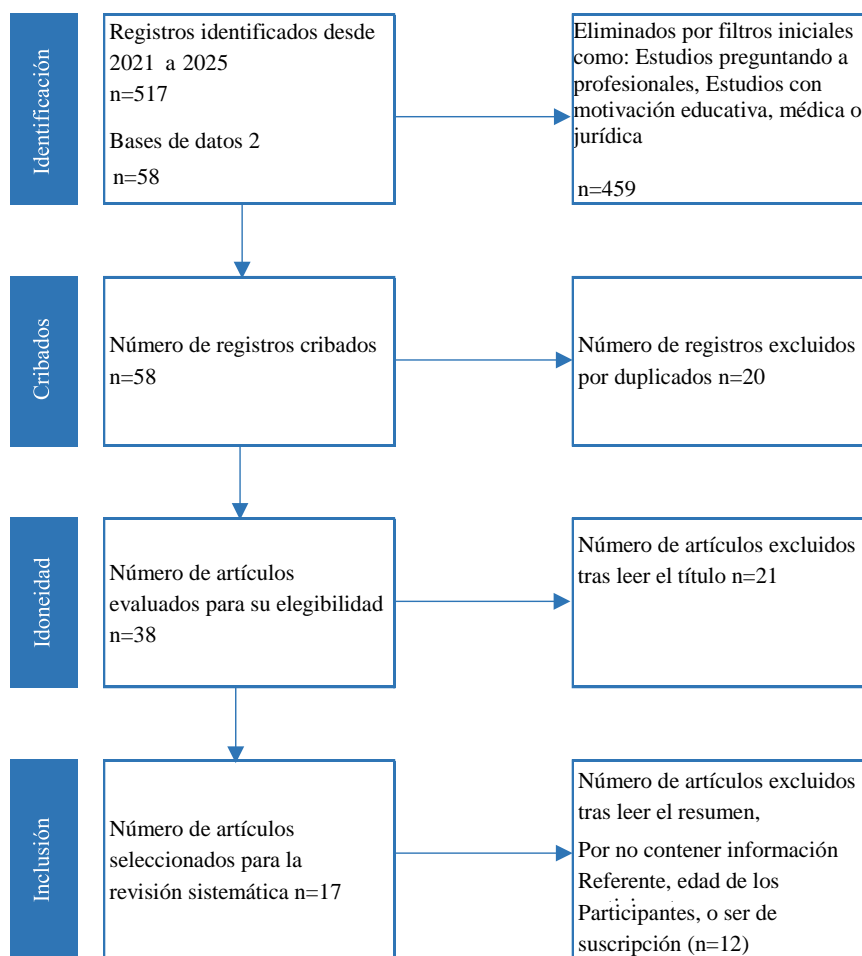 Identificación
Registros identificados desde
2021 a 2025
n=517
Bases de datos 2
n=58
Eliminados por filtros iniciales
como: Estudios preguntando a
profesionales, Estudios con
motivación educativa, médica o
jurídica
n=459
Cribados
Número de registros cribados
n=58
Número de registros excluidos
por duplicados n=20
Idoneidad
Número de artículos
evaluados para su elegibilidad
n=38
Número de artículos excluidos
tras leer el título n=21
Inclusión
Número de artículos
seleccionados para la
revisión sistemática n=17
Número de artículos excluidos
tras leer el resumen,
Por no contener información
Referente, edad de los
Participantes, o ser de
suscripción (n=12)